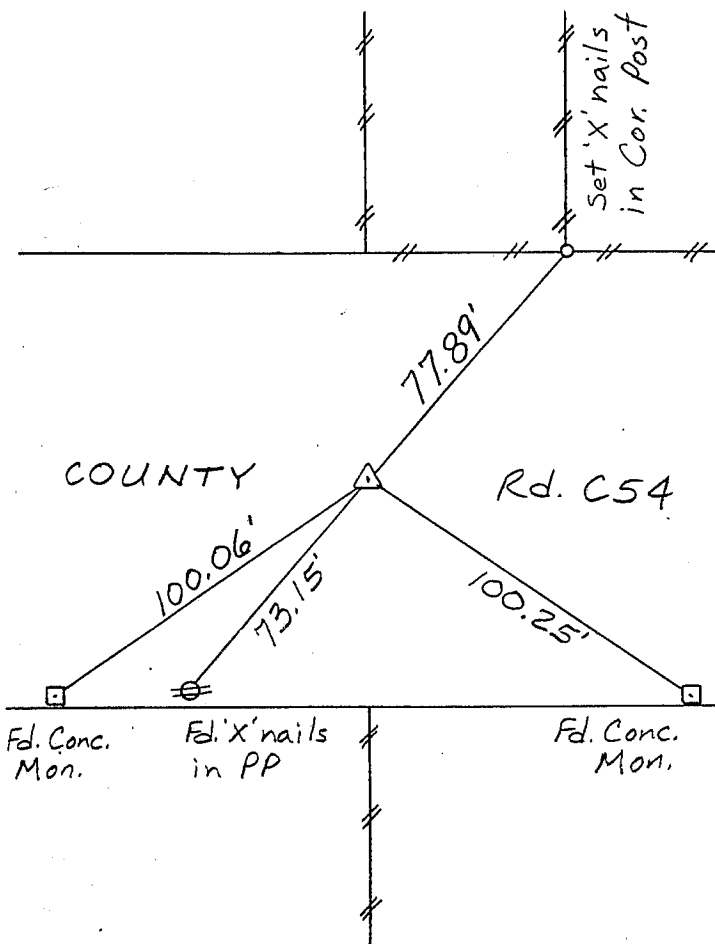 Set 'X' nails
in Cor. Post
77.89'
COUNTY Rd. C54
100.06'
73.15'
100.25'
Fd. Conc.
Mon.
Fd. 'X' nails
in PP
Fd. Conc.
Mon.